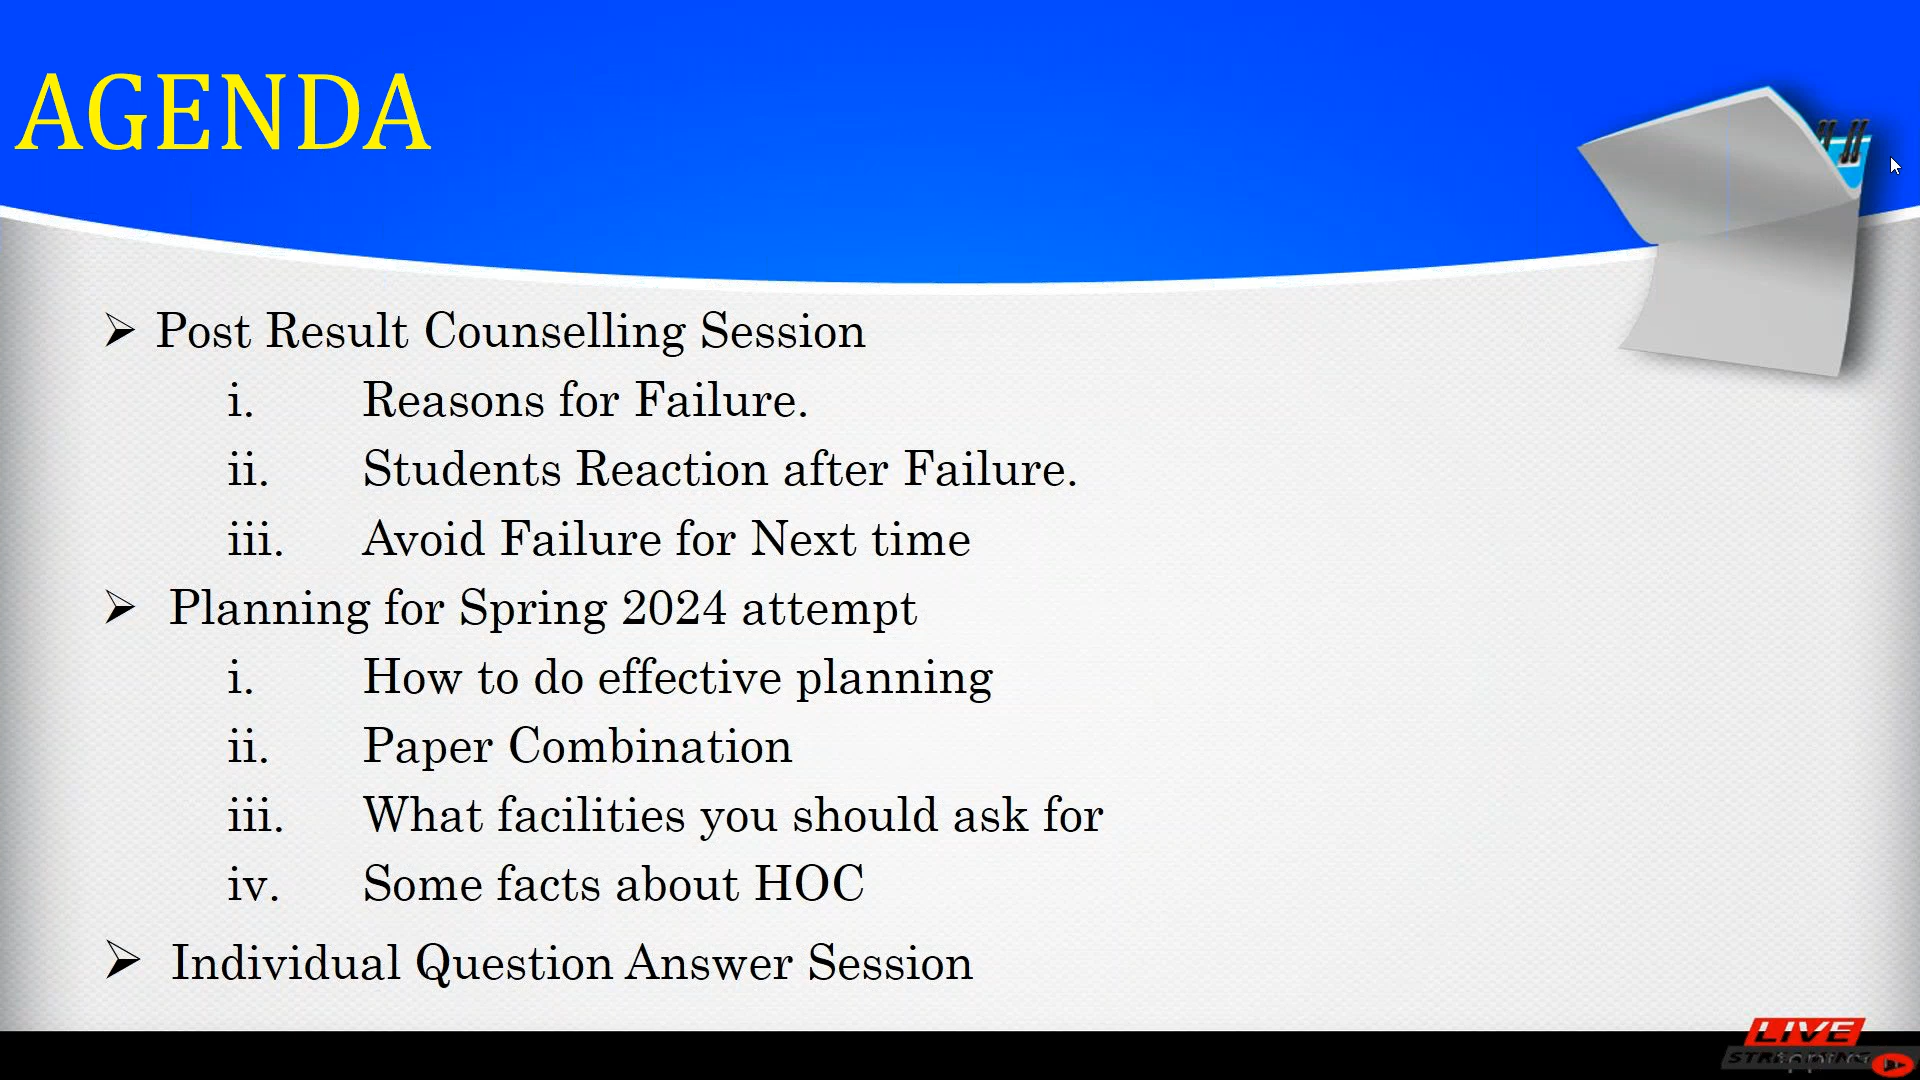 AGENDA
➢ Post Result Counselling Session
i. Reasons for Failure.
ii. Students Reaction after Failure.
iii. Avoid Failure for Next time
➢ Planning for Spring 2024 attempt
i. How to do effective planning
ii. Paper Combination
iii. What facilities you should ask for
iv. Some facts about HOC
➢ Individual Question Answer Session
LIVE
STREAMING